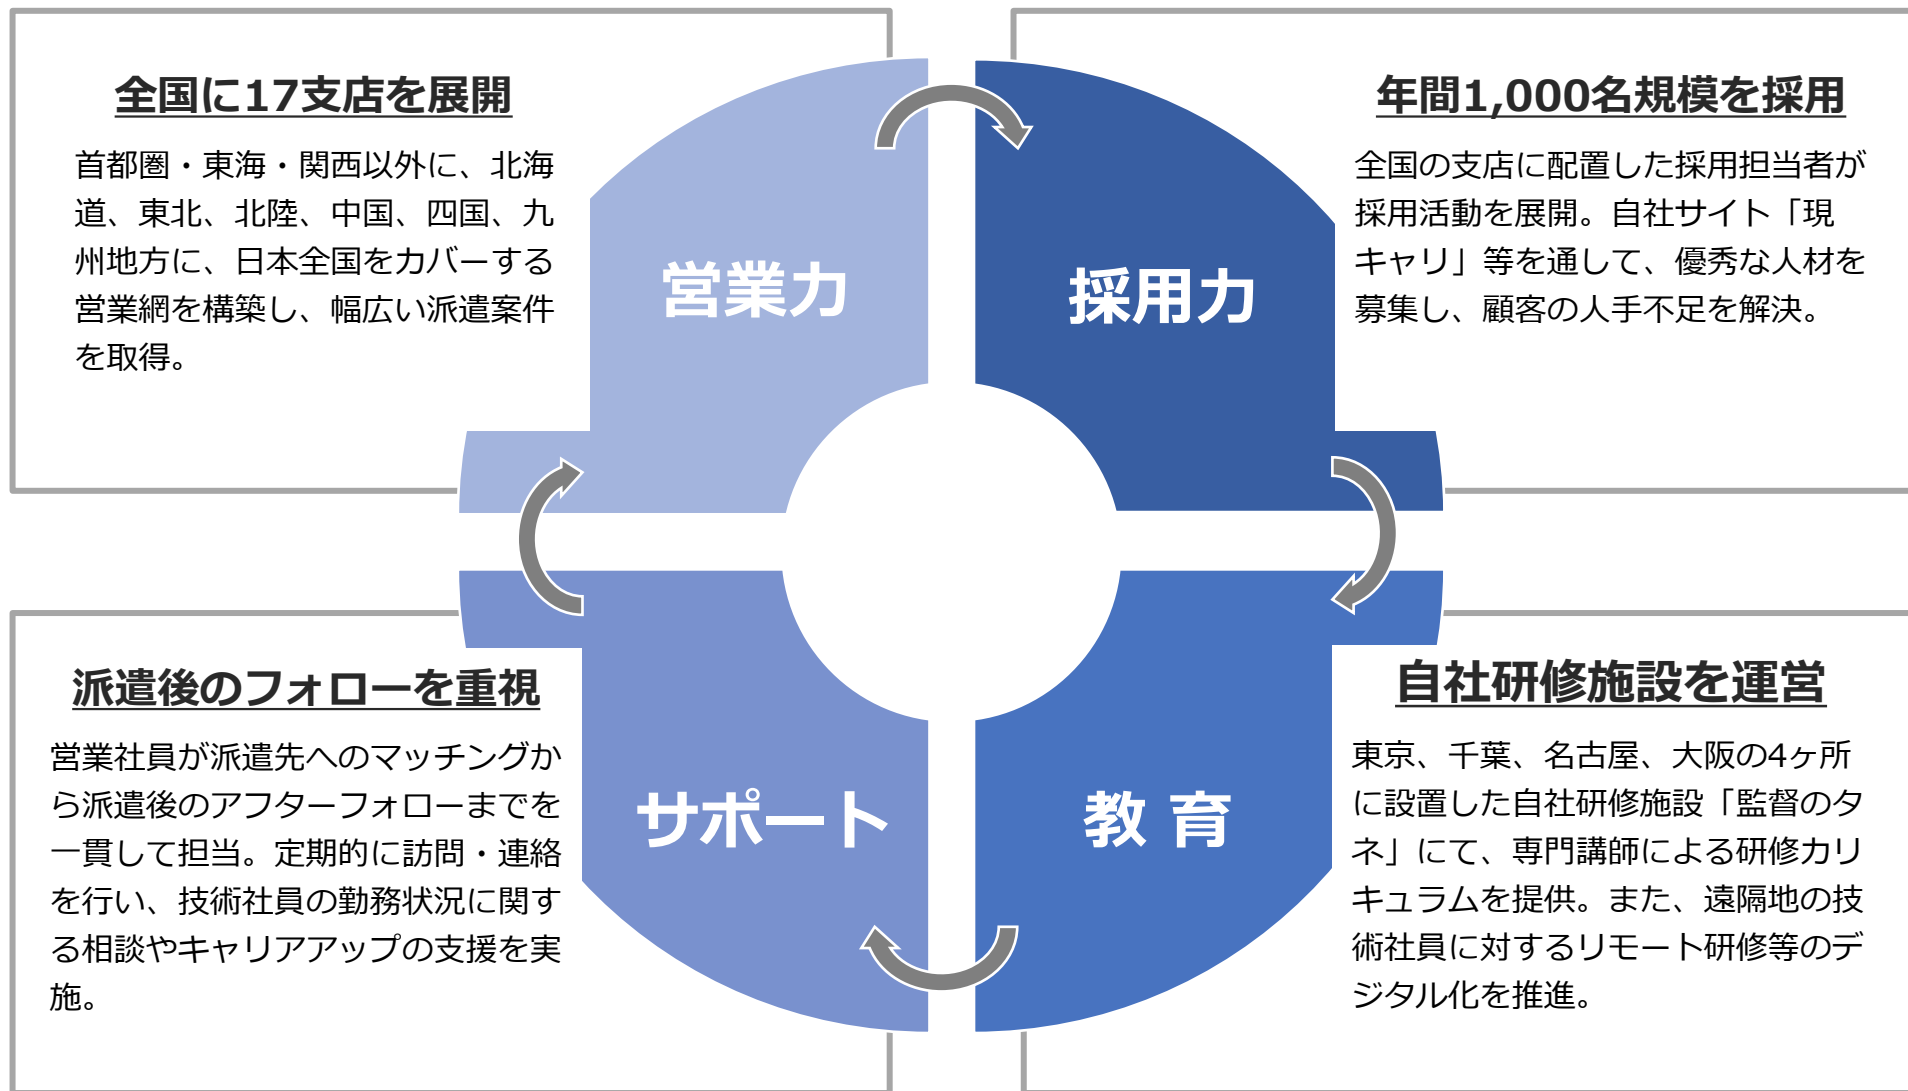 全国に17支店を展開
首都圏・東海・関西以外に、北海
道、東北、北陸、中国、四国、九
州地方に、日本全国をカバーする
営業網を構築し、幅広い派遣案件
を取得。
営業力
採用力
年間1,000名規模を採用
全国の支店に配置した採用担当者が
採用活動を展開。自社サイト「現
キャリ」等を通して、優秀な人材を
募集し、顧客の人手不足を解決。
派遣後のフォローを重視
営業社員が派遣先へのマッチングか
ら派遣後のアフターフォローまでを
一貫して担当。定期的に訪問・連絡
を行い、技術社員の勤務状況に関す
る相談やキャリアアップの支援を実
施。
サポート
教 育
自社研修施設を運営
東京、千葉、名古屋、大阪の4ヶ所
に設置した自社研修施設「監督のタ
ネ」にて、専門講師による研修カリ
キュラムを提供。また、遠隔地の技
術社員に対するリモート研修等のデ
ジタル化を推進。